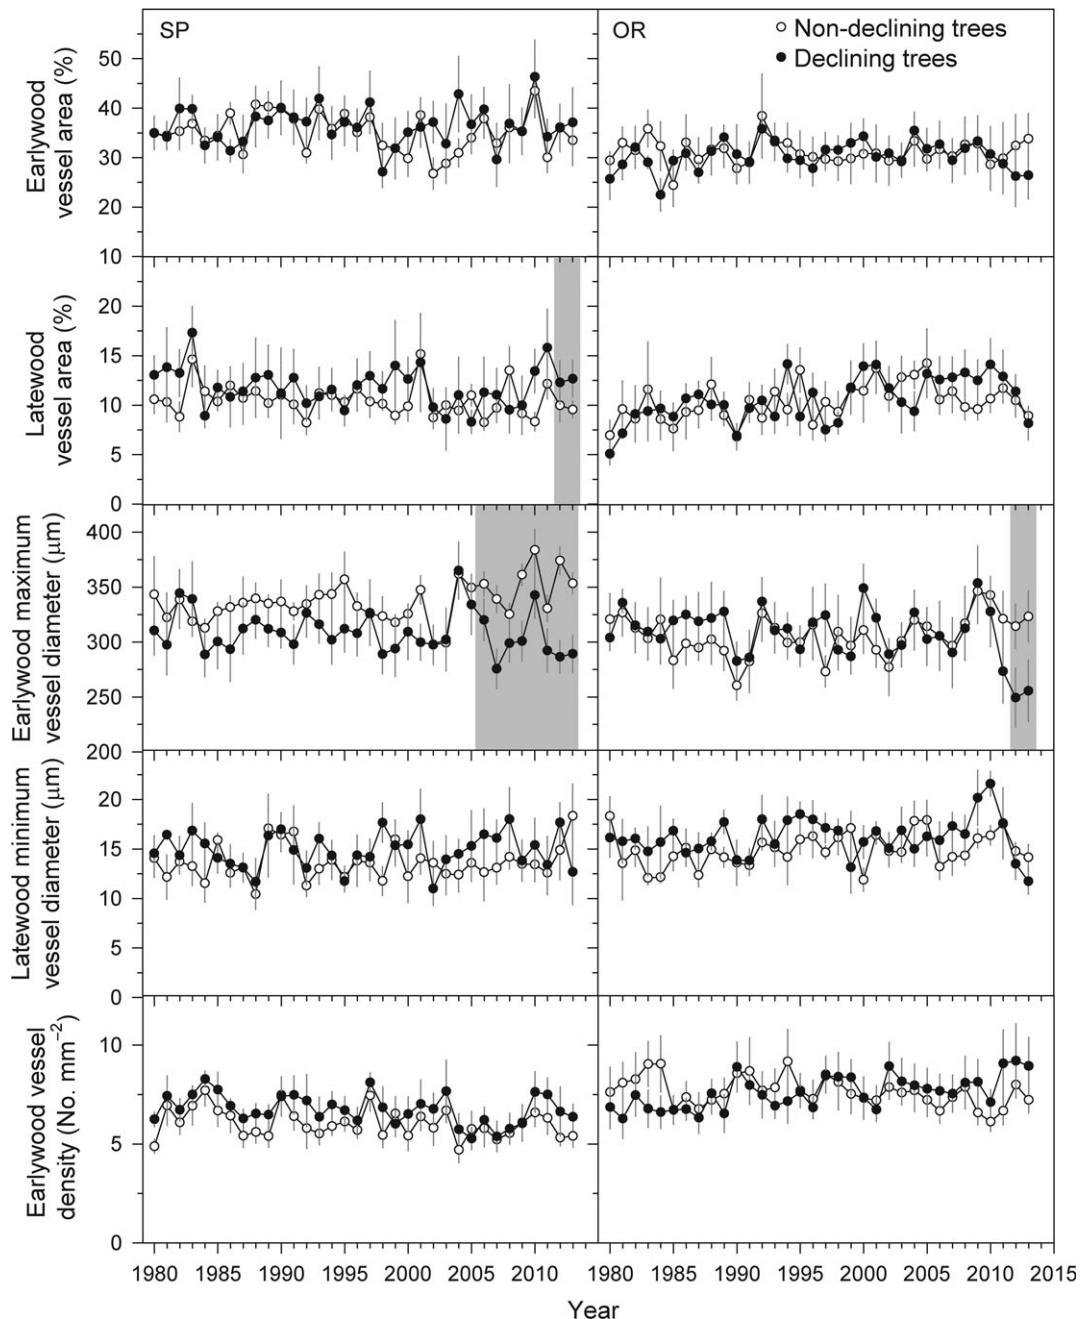 SP
OR
Non-declining trees
Declining trees
Earlywood
vessel area (%)
50
40
30
20
10
Latewood
vessel area (%)
20
15
10
5
0
Earlywood maximum
vessel diameter (μm)
400
350
300
250
200
Latewood minimum
vessel diameter (μm)
20
15
10
5
0
Earlywood vessel
density (No. mm⁻²)
10
5
0
1980 1985 1990 1995 2000 2005 2010 1980 1985 1990 1995 2000 2005 2010 2015
Year